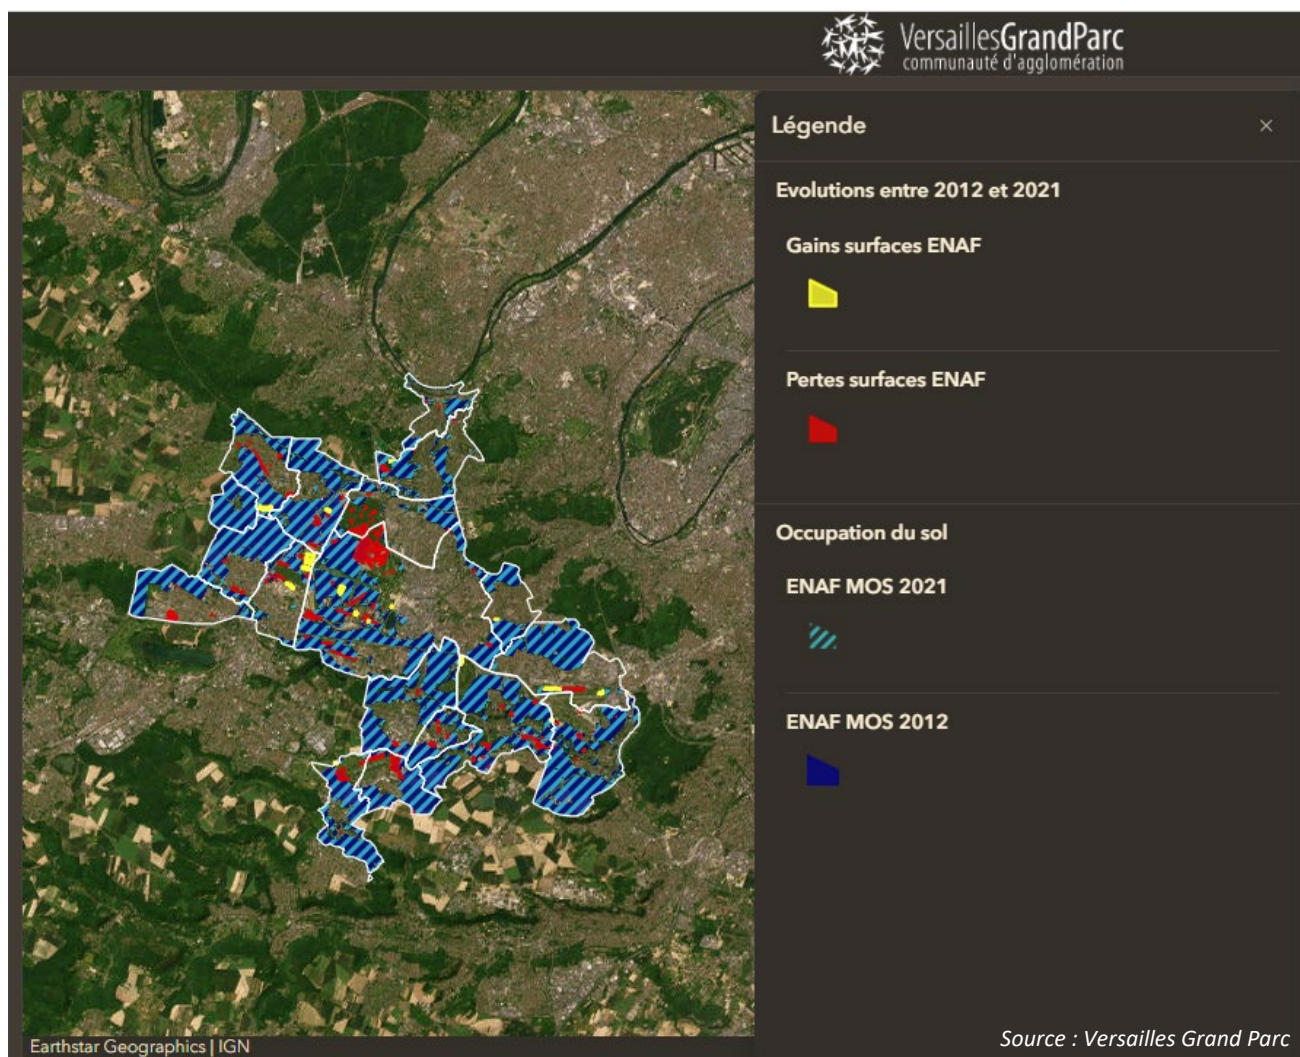 VersaillesGrandParc
communauté d'agglomération
Légende
Evolutions entre 2012 et 2021
Gains surfaces ENAF
Pertes surfaces ENAF
Occupation du sol
ENAF MOS 2021
ENAF MOS 2012
Earthstar Geographics | IGN
Source : Versailles Grand Parc